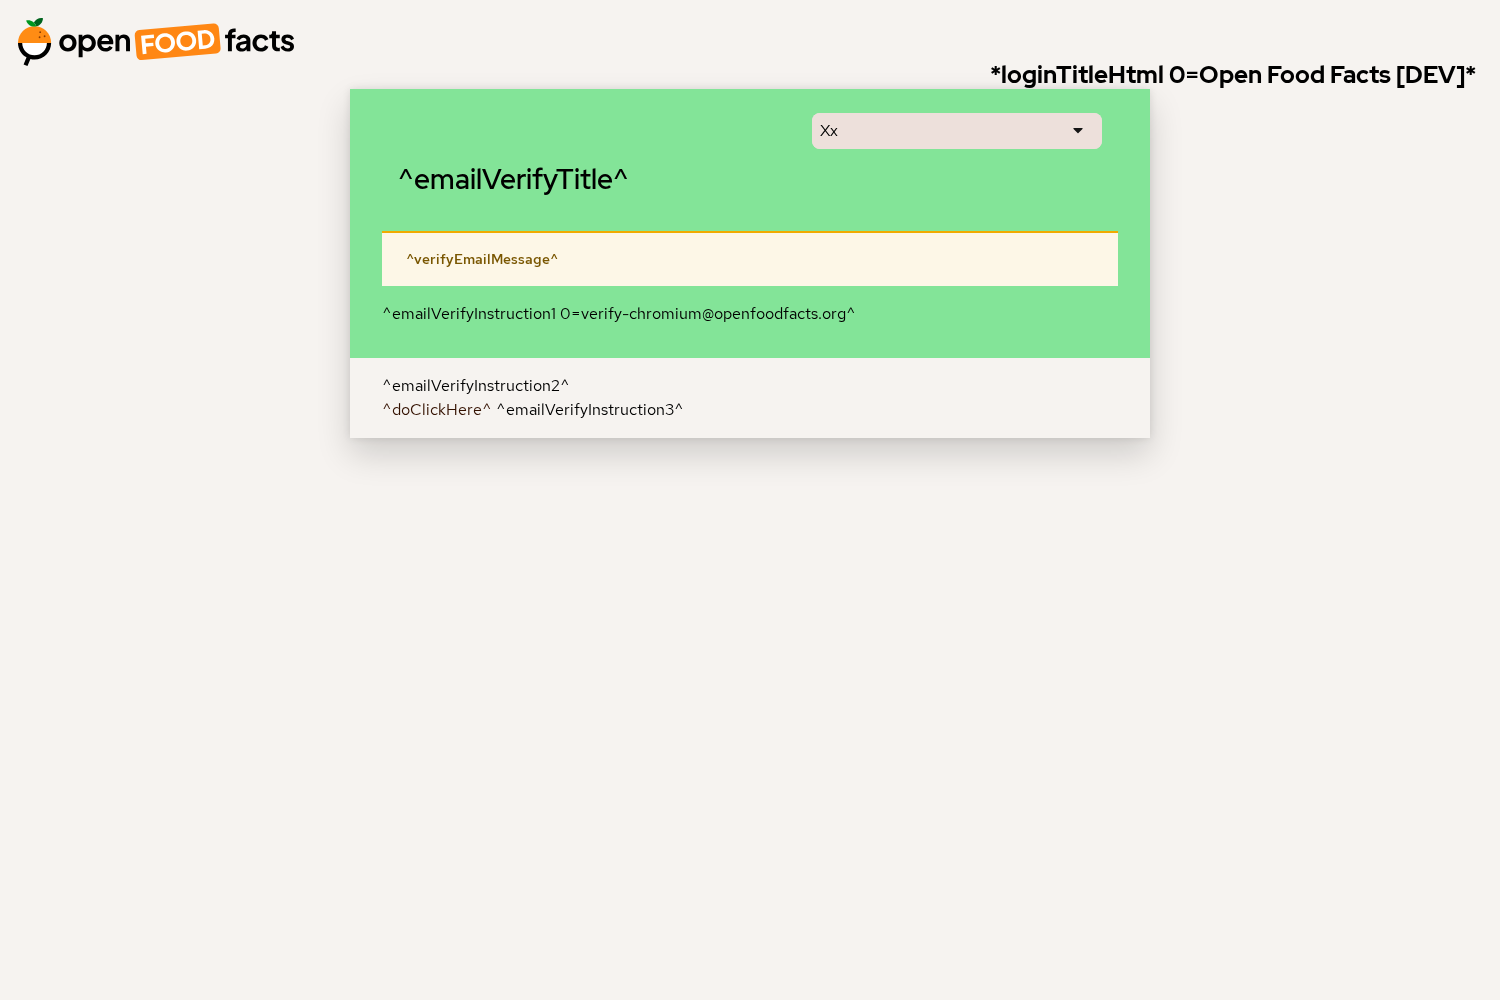 open FOOD facts
*loginTitleHtml 0=Open Food Facts [DEV]*
Xx
^emailVerifyTitle^
^verifyEmailMessage^
^emailVerifyInstruction1 0=verify-chromium@openfoodfacts.org^
^emailVerifyInstruction2^
^doClickHere^ ^emailVerifyInstruction3^